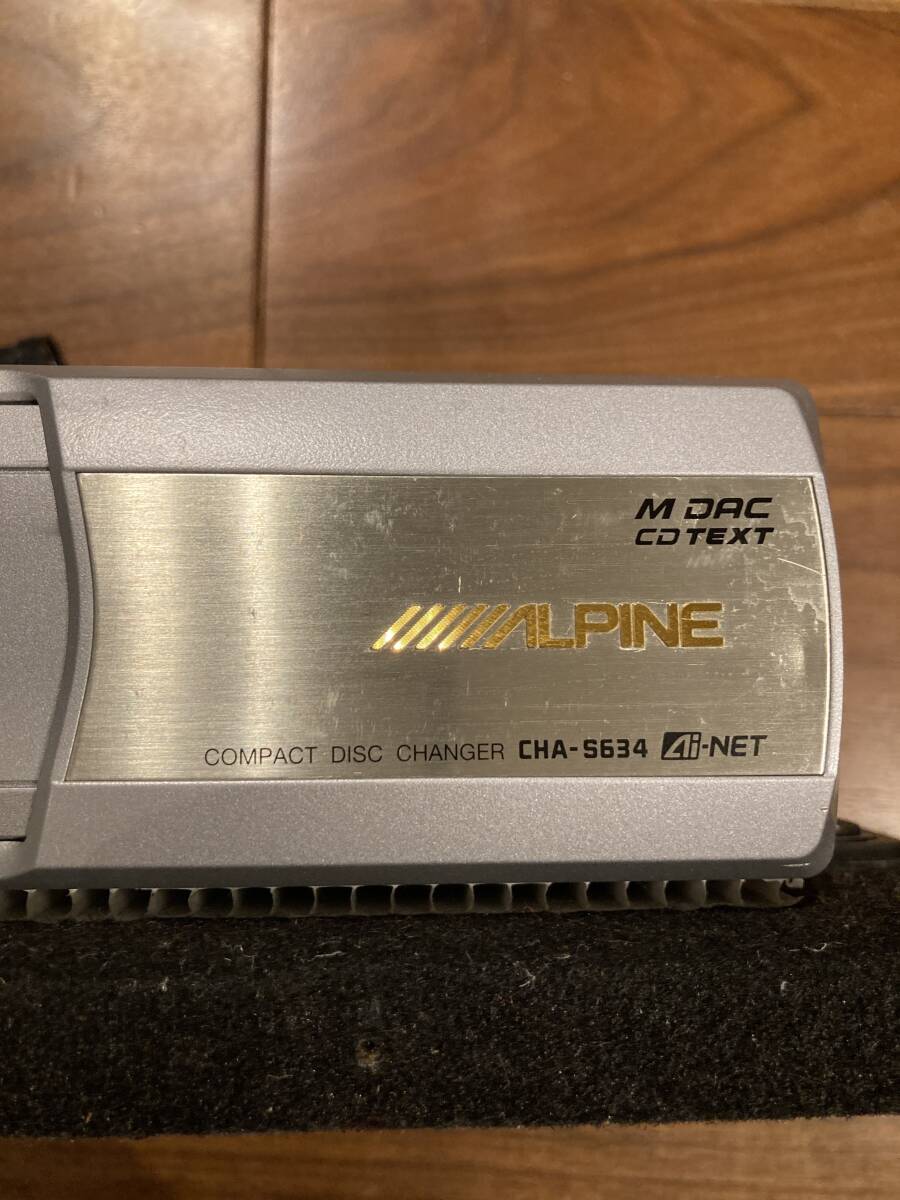 M DAC
CD TEXT
ALPINE
COMPACT DISC CHANGER CHA-S634 Ai-NET